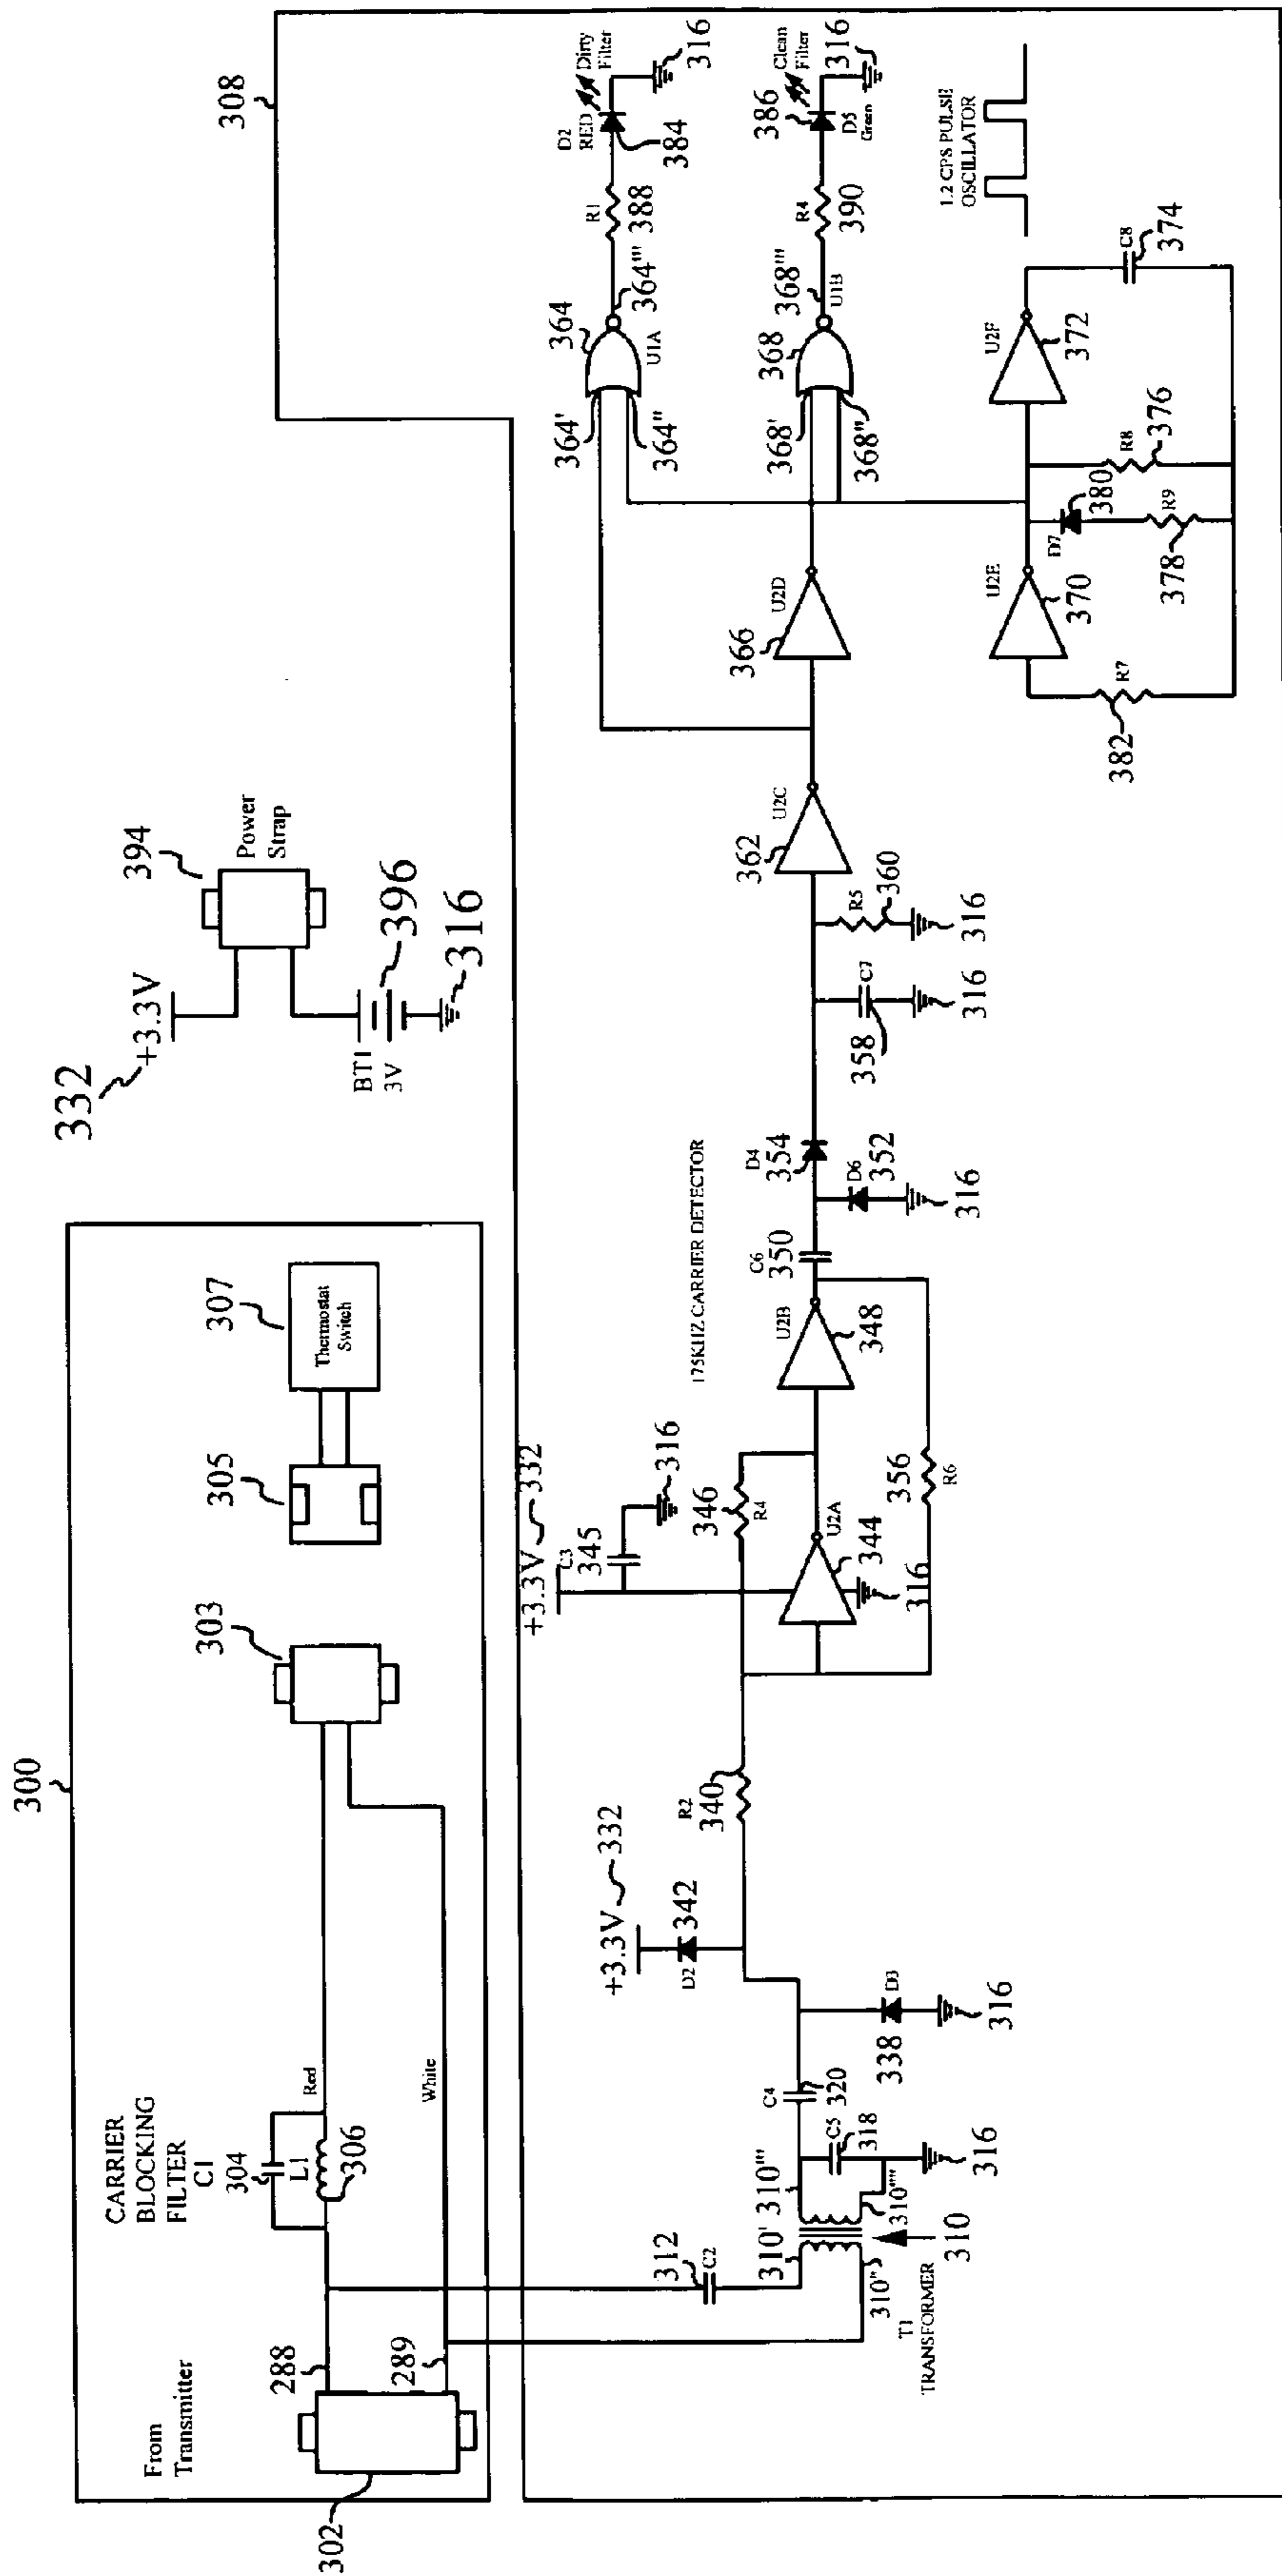 300
302
From
Transmitter
288
289
CARRIER
BLOCKING
FILTER
C1
304
L1
306
Red
White
303
305
307
Thermostat
Switch
332
+3.3V
394
Power
Strap
BT1
3V
396
316
308
312
C2
310'
310"
310'''
310''''
T1
TRANSFORMER
310
C5
318
316
C4
320
D3
338
316
+3.3V
332
D2
342
R2
340
+3.3V
332
C3
345
316
346
R4
U2A
344
316
356
R6
175KHZ CARRIER DETECTOR
U2B
348
C6
350
D4
354
D6
352
316
C7
358
316
R5
360
316
U2C
362
U2D
366
364
364'
364"
364'''
U1A
R1
388
D2
RED
384
Dirty
Filter
316
368
368'
368"
368'''
U1B
R4
390
D5
Green
386
Clean
Filter
316
U2E
370
U2F
372
R7
382
D7
380
R9
378
R8
376
C8
374
1.2 CPS PULSE
OSCILLATOR